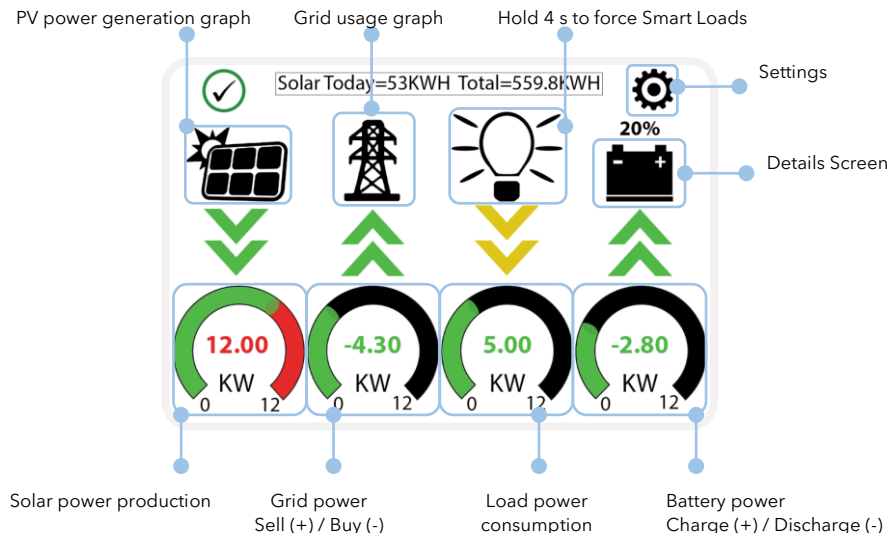 PV power generation graph
Grid usage graph
Hold 4 s to force Smart Loads
Settings
Solar Today=53KWH Total=559.8KWH
20%
- +
Details Screen
12.00
KW
0 12
-4.30
KW
0 12
5.00
KW
0 12
-2.80
KW
0 12
Solar power production
Grid power
Sell (+) / Buy (-)
Load power
consumption
Battery power
Charge (+) / Discharge (-)